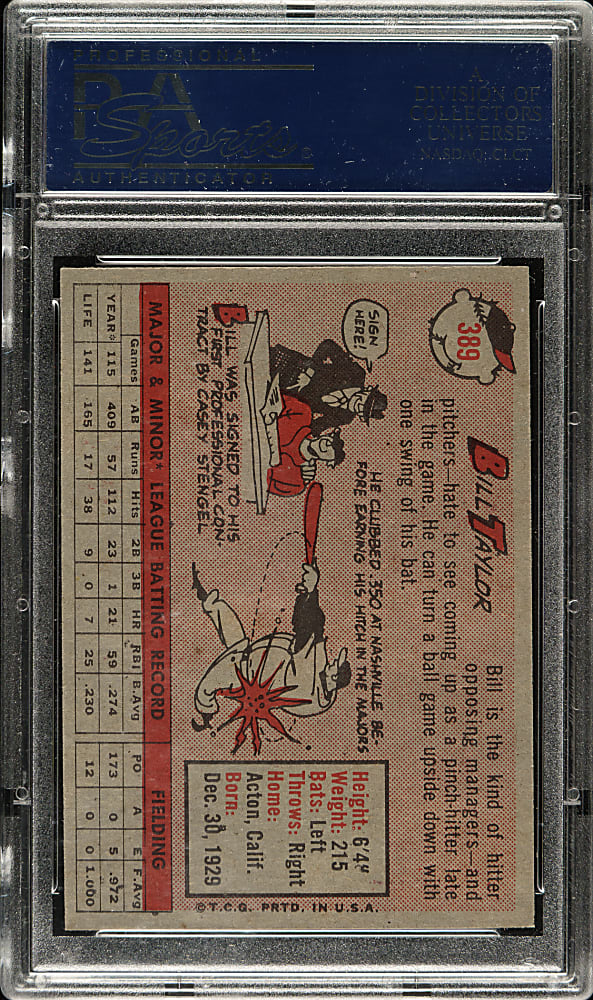 PROFESSIONAL
PSA
Sports
AUTHENTICATOR
A
DIVISION OF
COLLECTORS
UNIVERSE
NASDAQ: CLCT
389
BILL TAYLOR
Bill is the kind of hitter
opposing managers—and
pitchers—hate to see coming up as a pinch-hitter late
in the game. He can turn a ball game upside down with
one swing of his bat.
SIGN
HERE!
BILL WAS SIGNED TO HIS
FIRST PROFESSIONAL CON-
TRACT BY CASEY STENGEL
HE CLUBBED .350 AT NASHVILLE BE-
FORE EARNING HIS HITCH IN THE MAJORS
Height: 6'4"
Weight: 215
Bats: Left
Throws: Right
Home:
Acton, Calif.
Born:
Dec. 30, 1929
MAJOR & MINOR* LEAGUE BATTING RECORD FIELDING
Games AB Runs Hits 2B 3B HR RBI B.Avg PO A E F.Avg
YEAR* 115 409 57 112 23 1 21 59 .274 173 0 5 .972
LIFE 141 165 17 38 9 0 7 25 .230 12 0 0 1.000
© T.C.G. PRTD. IN U.S.A.